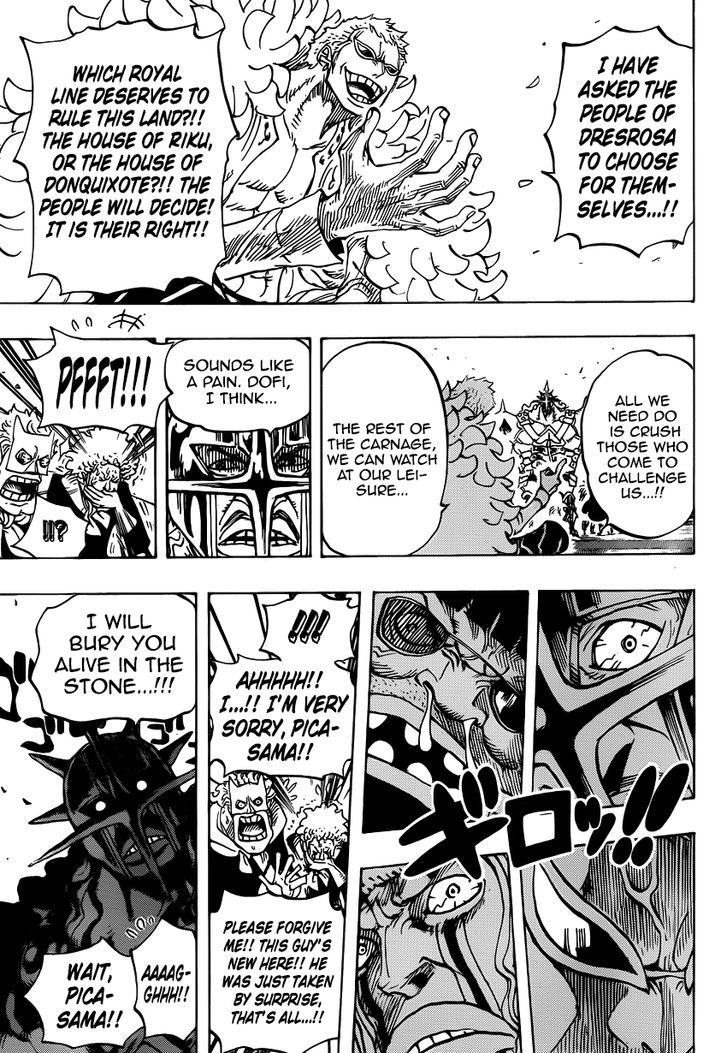 I HAVE
ASKED THE
PEOPLE OF
DRESROSA
TO CHOOSE
FOR THEM-
SELVES...!!
WHICH ROYAL
LINE DESERVES TO
RULE THIS LAND?!!
THE HOUSE OF RIKU,
OR THE HOUSE OF
DONQUIXOTE?!! THE
PEOPLE WILL DECIDE!
IT IS THEIR RIGHT!!
ALL WE
NEED DO
IS CRUSH
THOSE WHO
COME TO
CHALLENGE
US...!!
THE REST OF
THE CARNAGE,
WE CAN WATCH
AT OUR LEI-
SURE...
SOUNDS LIKE
A PAIN. DOFI,
I THINK...
PFFFT!!!
!!?
ギロッ!!
!!!
AHHHHH!!
I...!! I'M VERY
SORRY, PICA-
SAMA!!
PLEASE FORGIVE
ME!! THIS GUY'S
NEW HERE!! HE
WAS JUST TAKEN
BY SURPRISE,
THAT'S ALL...!!
I WILL
BURY YOU
ALIVE IN THE
STONE...!!!
AAAAG-
GHHH!!
WAIT,
PICA-
SAMA!!